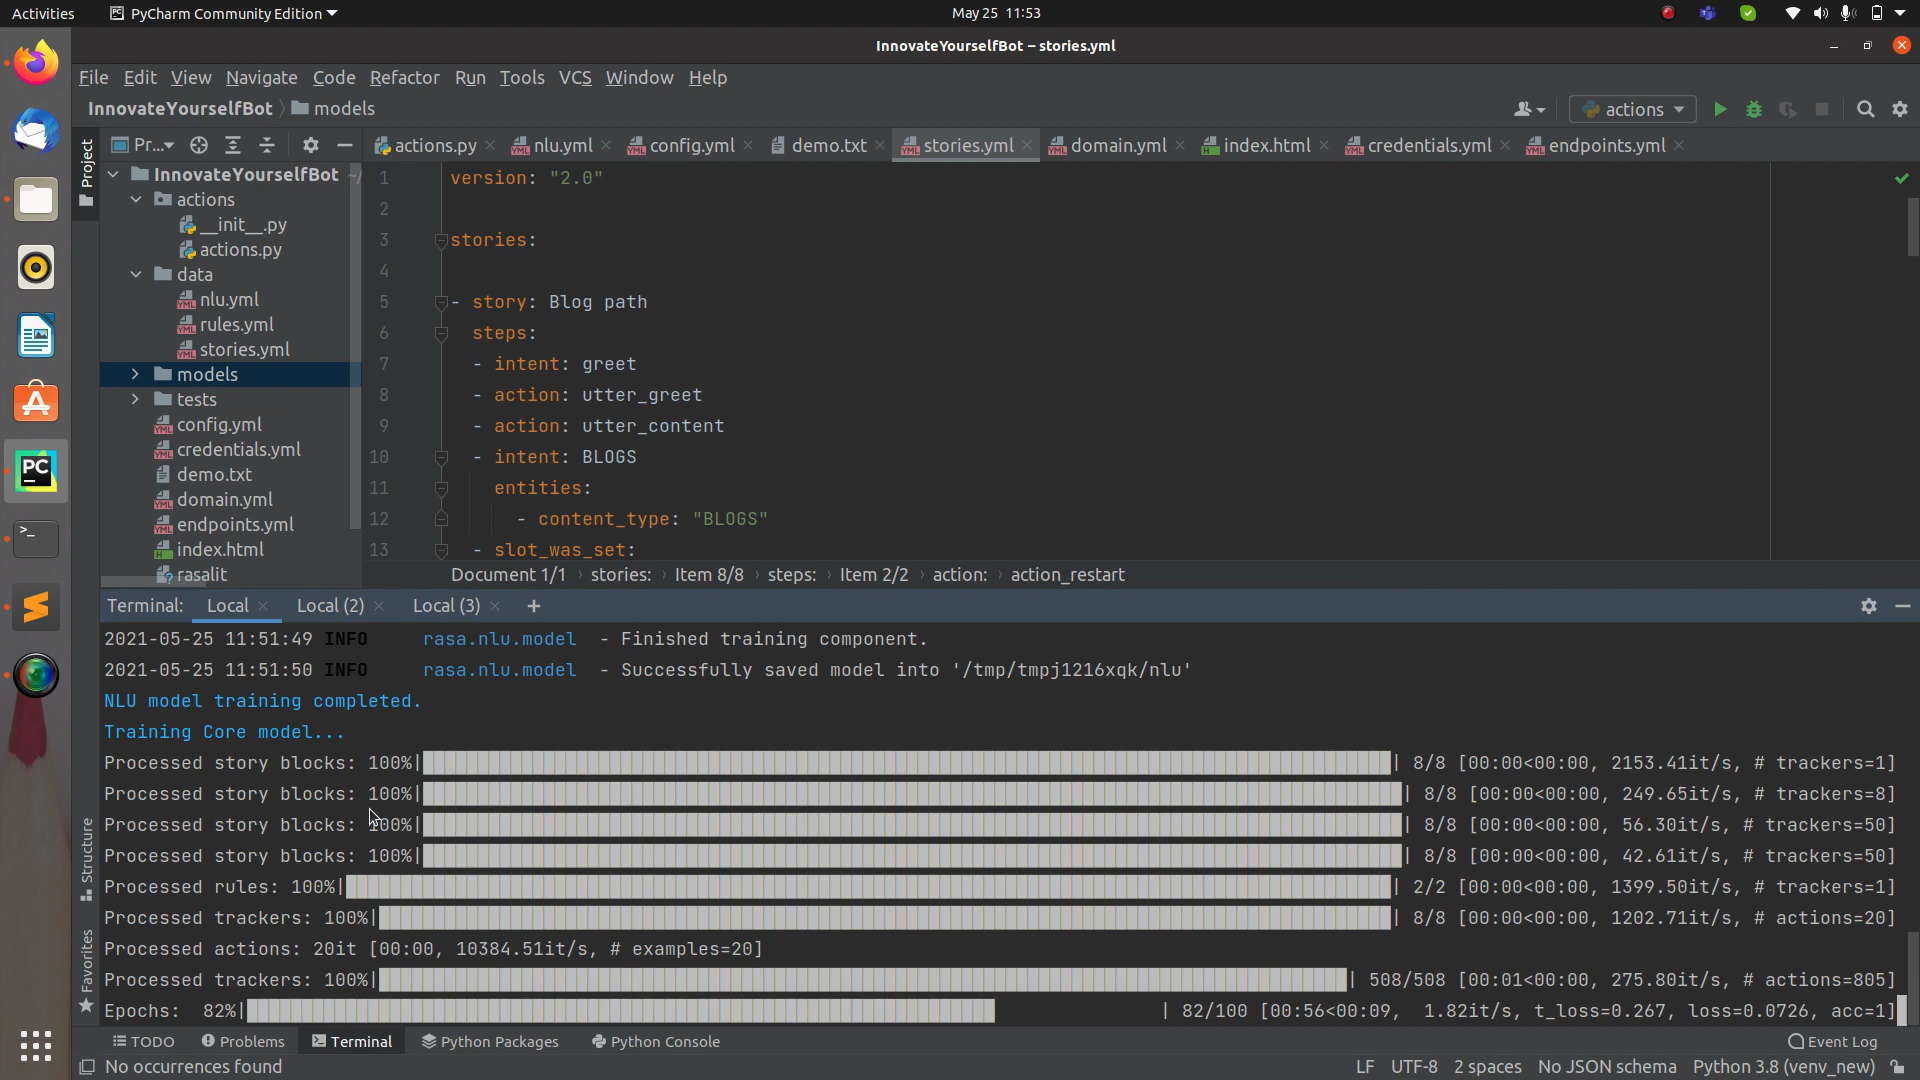 Activities PyCharm Community Edition May 25 11:53
InnovateYourselfBot – stories.yml
File Edit View Navigate Code Refactor Run Tools VCS Window Help
InnovateYourselfBot models actions
Project Pr... actions.py nlu.yml config.yml demo.txt stories.yml domain.yml index.html credentials.yml endpoints.yml
InnovateYourselfBot ~/
actions
__init__.py
actions.py
data
nlu.yml
rules.yml
stories.yml
models
tests
config.yml
credentials.yml
demo.txt
domain.yml
endpoints.yml
index.html
rasalit
1 version: "2.0"
2
3 stories:
4
5 - story: Blog path
6 steps:
7 - intent: greet
8 - action: utter_greet
9 - action: utter_content
10 - intent: BLOGS
11 entities:
12 - content_type: "BLOGS"
13 - slot_was_set:
Document 1/1 › stories: › Item 8/8 › steps: › Item 2/2 › action: › action_restart
Terminal: Local Local (2) Local (3) +
2021-05-25 11:51:49 INFO rasa.nlu.model - Finished training component.
2021-05-25 11:51:50 INFO rasa.nlu.model - Successfully saved model into '/tmp/tmpj1216xqk/nlu'
NLU model training completed.
Training Core model...
Processed story blocks: 100%| | 8/8 [00:00<00:00, 2153.41it/s, # trackers=1]
Processed story blocks: 100%| | 8/8 [00:00<00:00, 249.65it/s, # trackers=8]
Processed story blocks: 100%| | 8/8 [00:00<00:00, 56.30it/s, # trackers=50]
Processed story blocks: 100%| | 8/8 [00:00<00:00, 42.61it/s, # trackers=50]
Processed rules: 100%| | 2/2 [00:00<00:00, 1399.50it/s, # trackers=1]
Processed trackers: 100%| | 8/8 [00:00<00:00, 1202.71it/s, # actions=20]
Processed actions: 20it [00:00, 10384.51it/s, # examples=20]
Processed trackers: 100%| | 508/508 [00:01<00:00, 275.80it/s, # actions=805]
Epochs: 82%| | 82/100 [00:56<00:09, 1.82it/s, t_loss=0.267, loss=0.0726, acc=1]
Structure
Favorites
TODO Problems Terminal Python Packages Python Console Event Log
No occurrences found LF UTF-8 2 spaces No JSON schema Python 3.8 (venv_new)